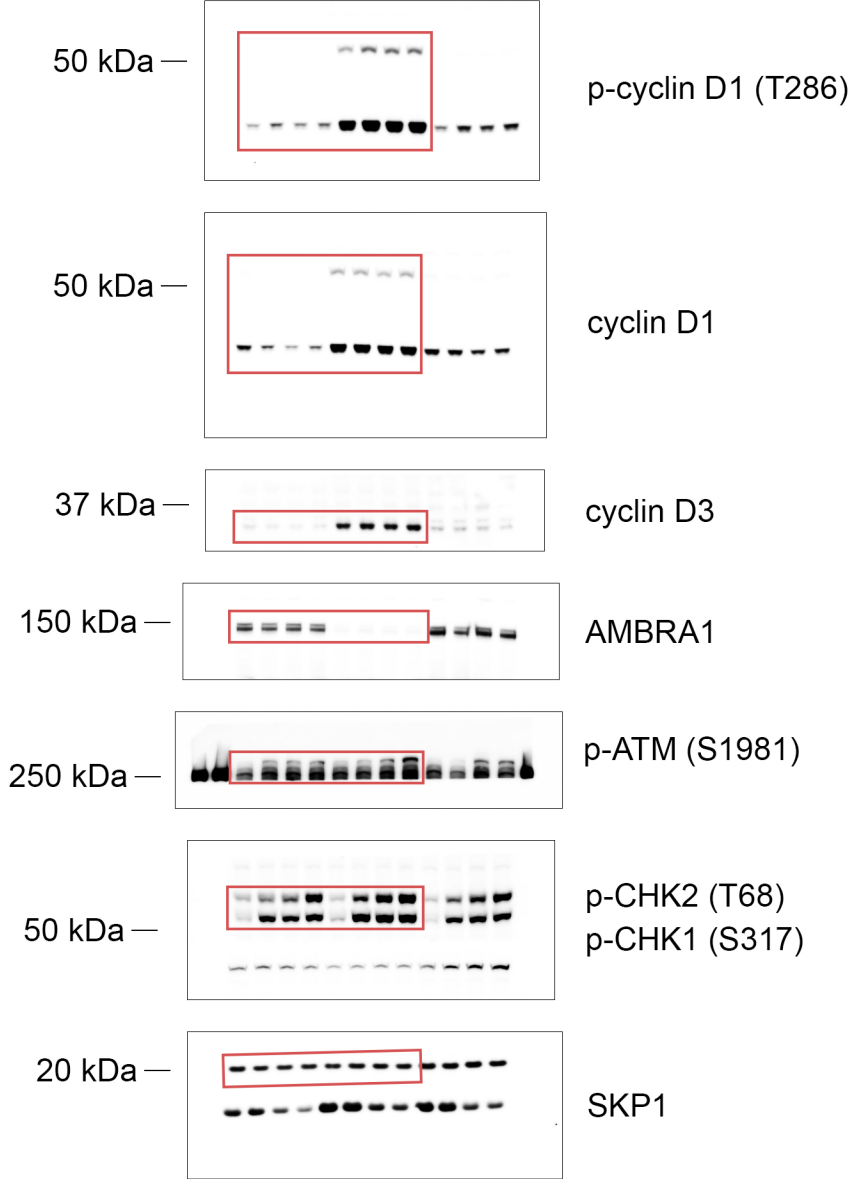 50 kDa
p-cyclin D1 (T286)
50 kDa
cyclin D1
37 kDa
cyclin D3
150 kDa
AMBRA1
p-ATM (S1981)
250 kDa
p-CHK2 (T68)
50 kDa
p-CHK1 (S317)
20 kDa
SKP1